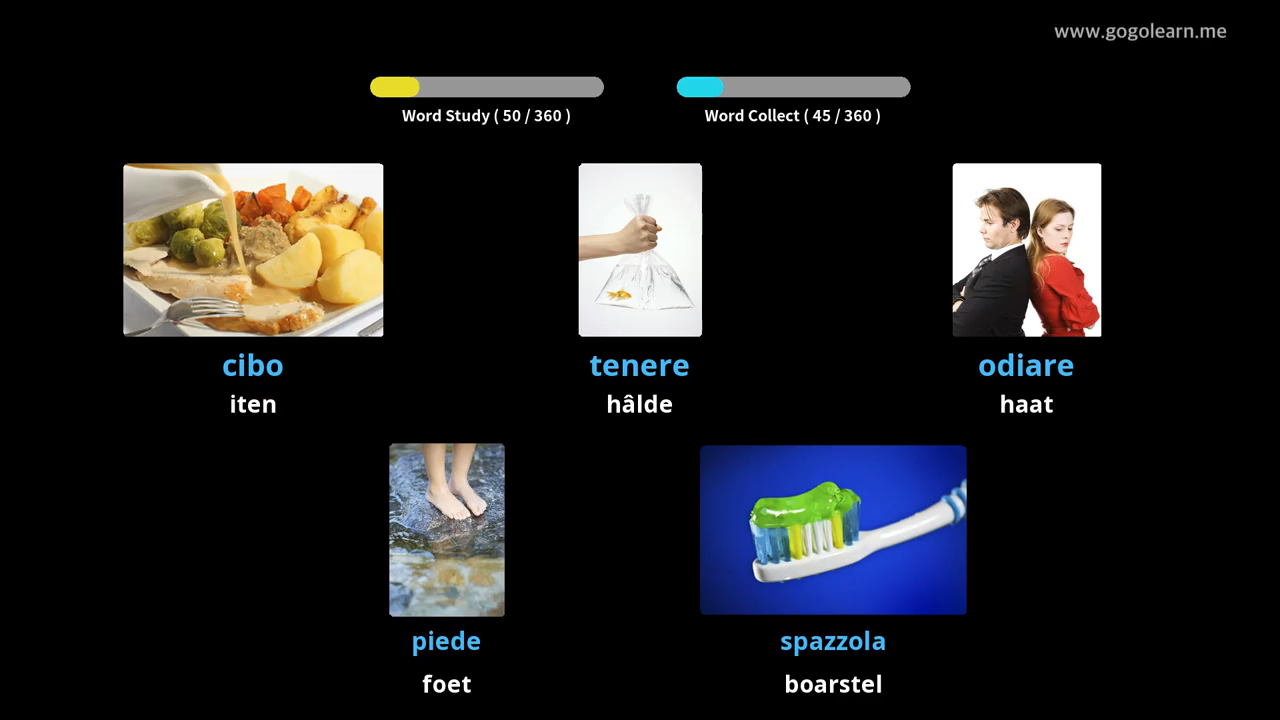 www.gogolearn.me
Word Study ( 50 / 360 )
Word Collect ( 45 / 360 )
cibo
iten
tenere
hâlde
odiare
haat
piede
foet
spazzola
boarstel